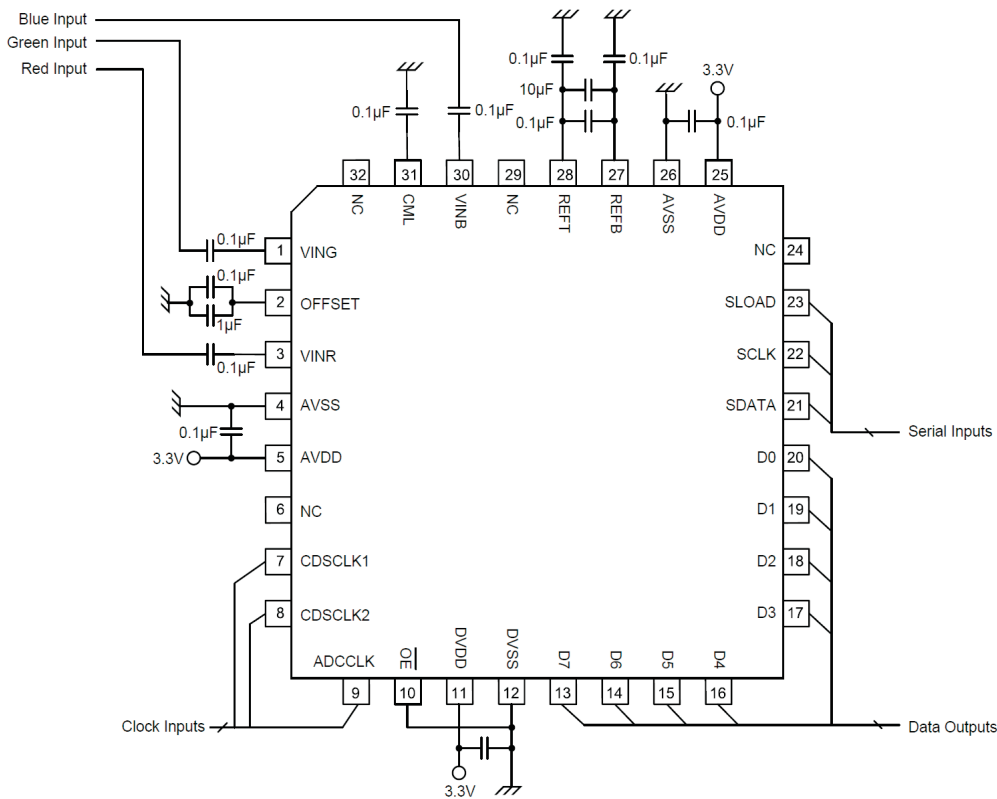 Blue Input
Green Input
Red Input
0.1µF
0.1µF
0.1µF
0.1µF
10µF
0.1µF
3.3V
0.1µF
32
31
30
29
28
27
26
25
NC
CML
VINB
NC
REFT
REFB
AVSS
AVDD
0.1µF
1
VING
NC
24
0.1µF
2
OFFSET
SLOAD
23
1µF
3
VINR
SCLK
22
0.1µF
4
AVSS
SDATA
21
0.1µF
Serial Inputs
3.3V
5
AVDD
D0
20
6
NC
D1
19
7
CDSCLK1
D2
18
8
CDSCLK2
D3
17
ADCCLK
OE
DVDD
DVSS
D7
D6
D5
D4
9
10
11
12
13
14
15
16
Clock Inputs
Data Outputs
3.3V